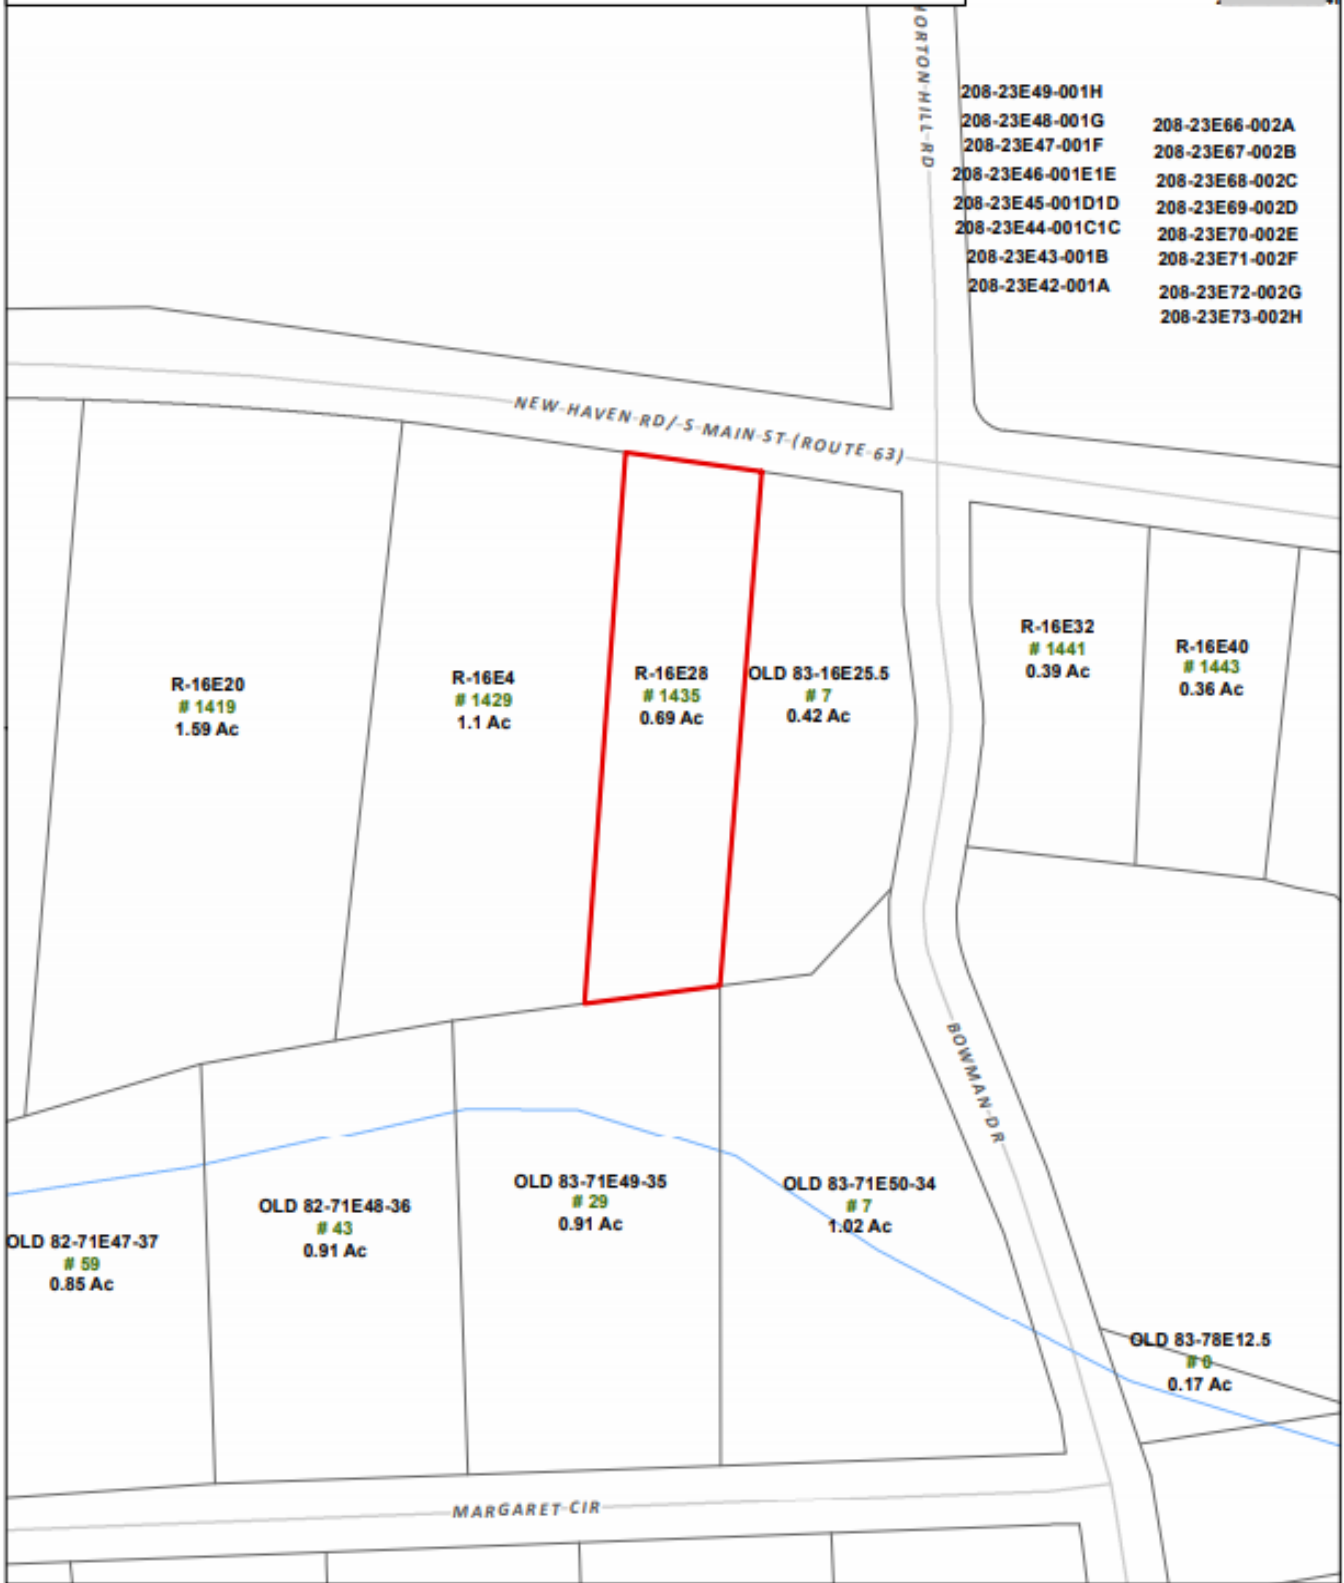 ORTON HILL RD
208-23E49-001H
208-23E48-001G
208-23E47-001F
208-23E46-001E1E
208-23E45-001D1D
208-23E44-001C1C
208-23E43-001B
208-23E42-001A
208-23E66-002A
208-23E67-002B
208-23E68-002C
208-23E69-002D
208-23E70-002E
208-23E71-002F
208-23E72-002G
208-23E73-002H
NEW HAVEN RD/ S MAIN ST (ROUTE 63)
R-16E20
# 1419
1.59 Ac
R-16E4
# 1429
1.1 Ac
R-16E28
# 1435
0.69 Ac
OLD 83-16E25.5
# 7
0.42 Ac
R-16E32
# 1441
0.39 Ac
R-16E40
# 1443
0.36 Ac
BOWMAN DR
OLD 82-71E47-37
# 59
0.85 Ac
OLD 82-71E48-36
# 43
0.91 Ac
OLD 83-71E49-35
# 29
0.91 Ac
OLD 83-71E50-34
# 7
1.02 Ac
OLD 83-78E12.5
# 0
0.17 Ac
MARGARET CIR